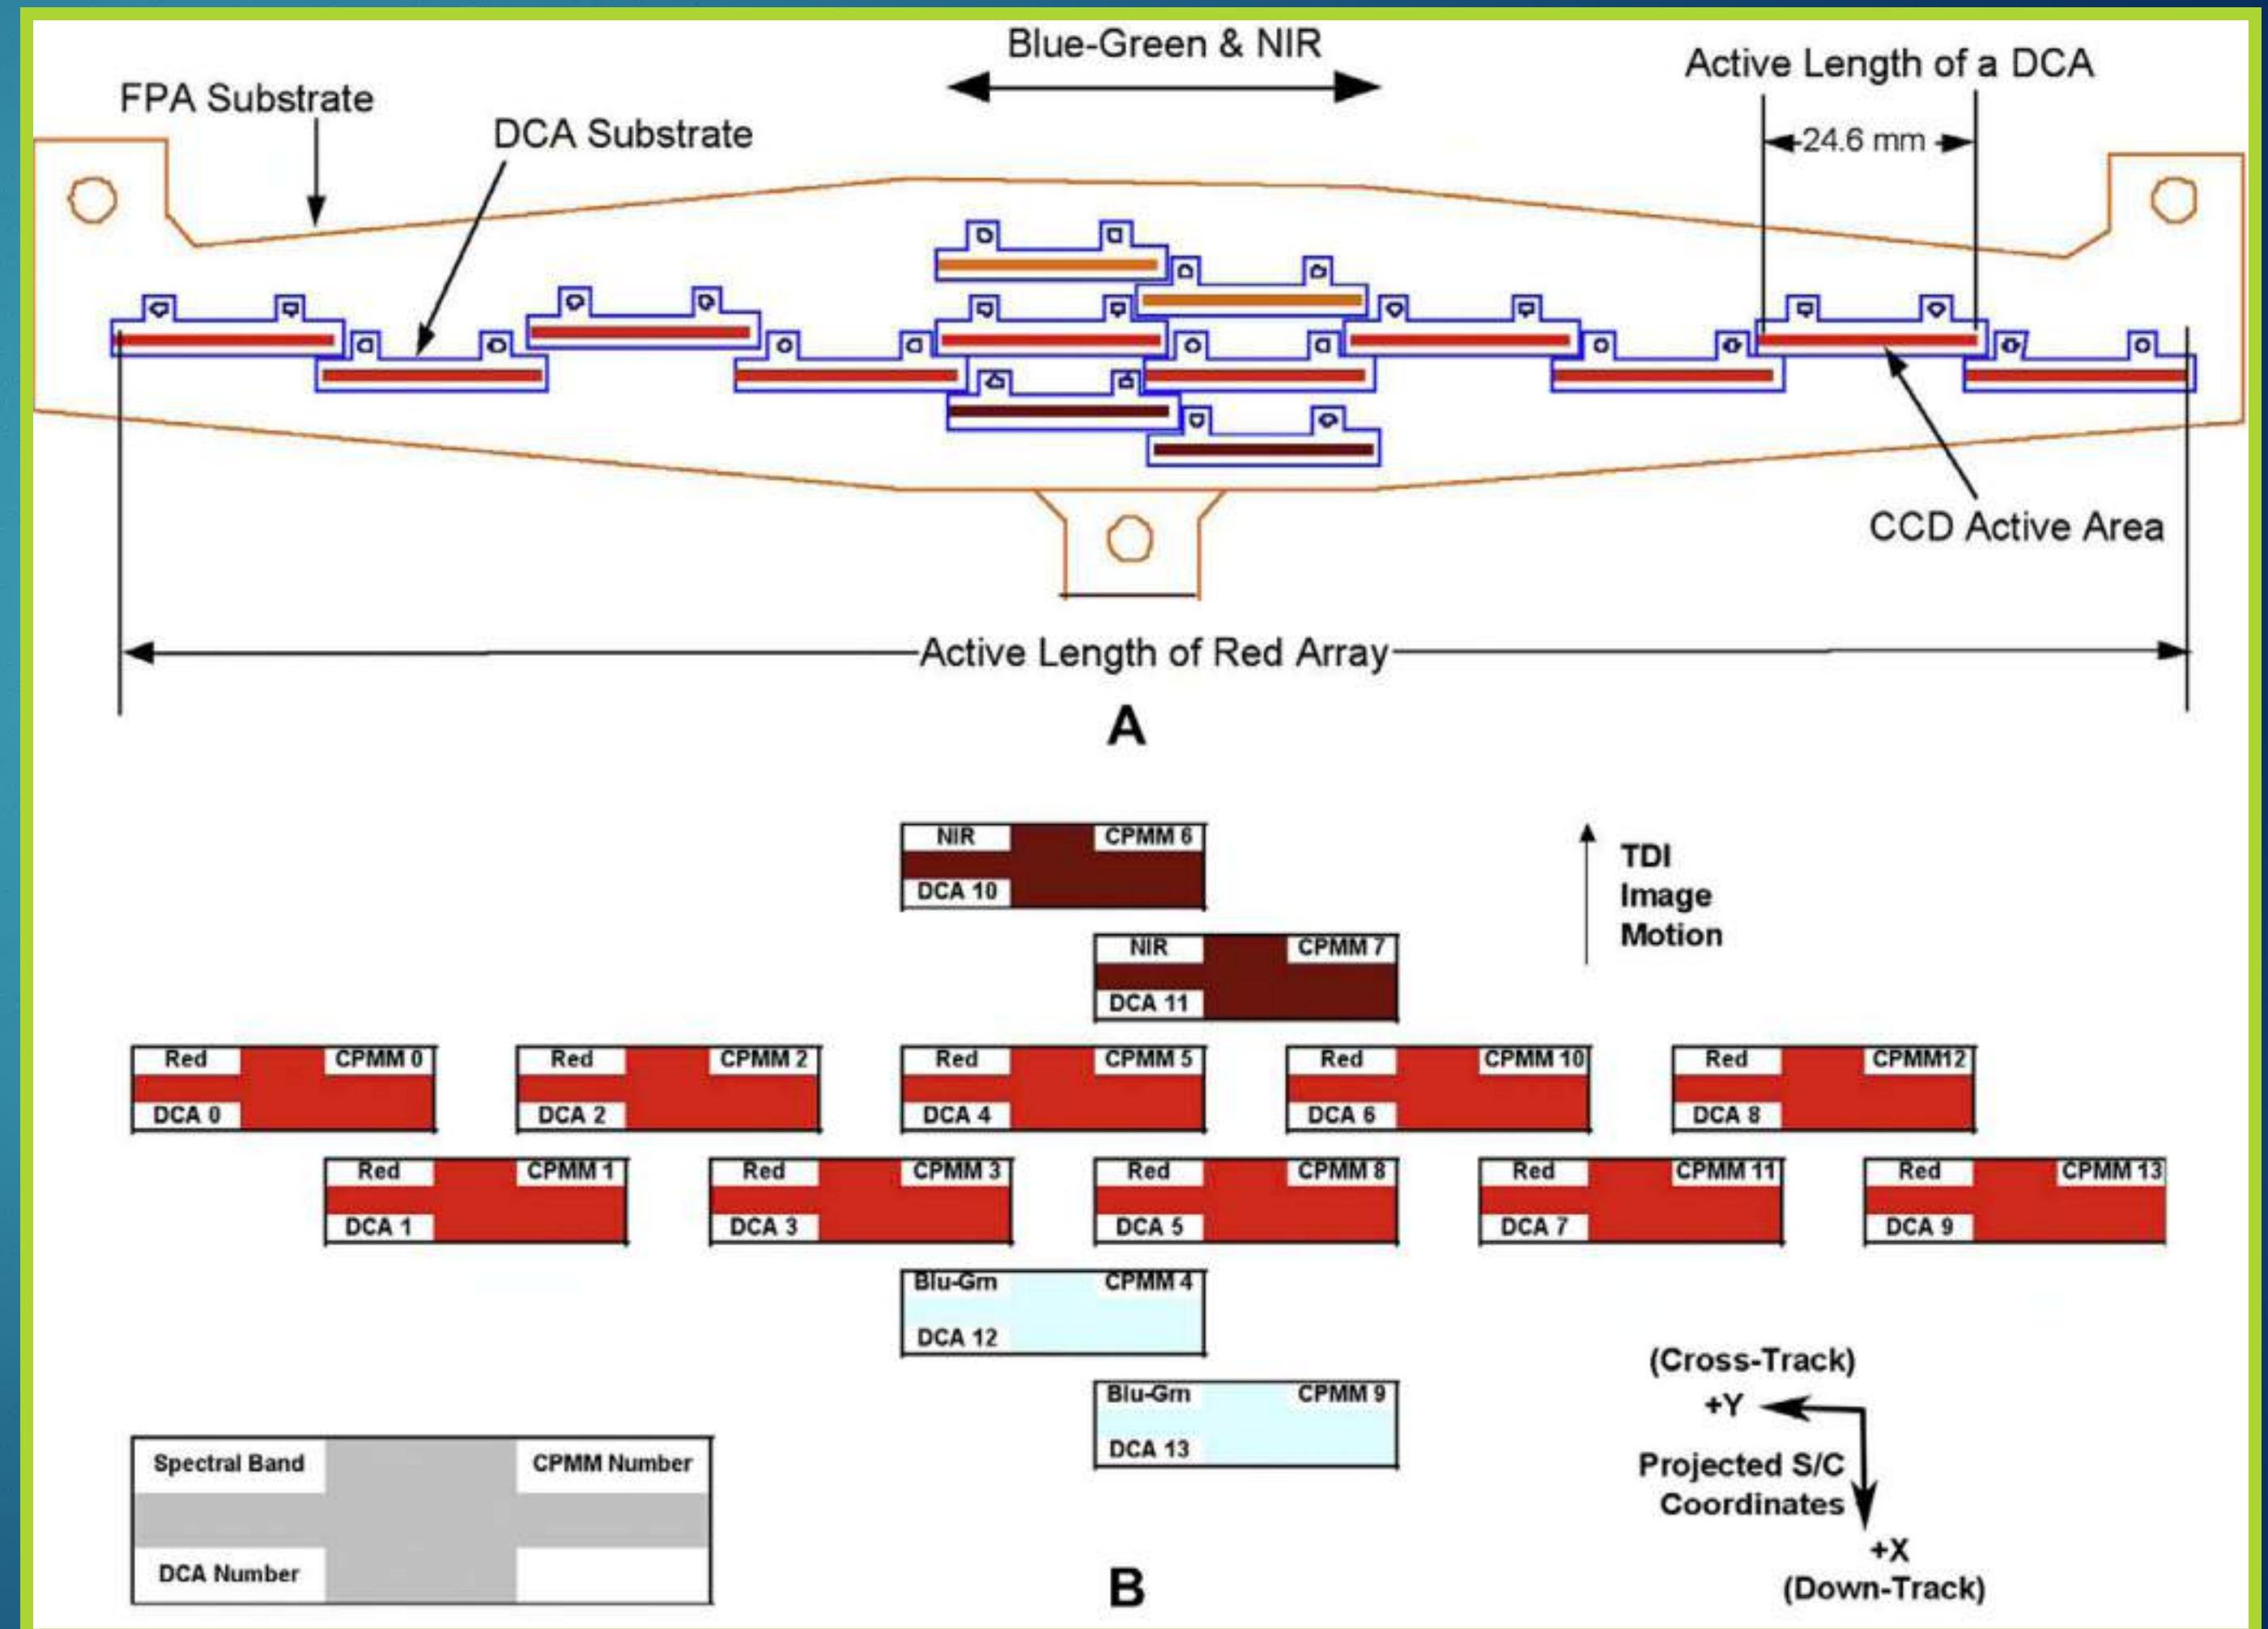 Blue-Green & NIR
Active Length of a DCA
FPA Substrate
DCA Substrate
24.6 mm
CCD Active Area
Active Length of Red Array
A
NIR CPMM 6
DCA 10
TDI
Image
Motion
NIR CPMM 7
DCA 11
Red CPMM 0 Red CPMM 2 Red CPMM 5 Red CPMM 10 Red CPMM12
DCA 0 DCA 2 DCA 4 DCA 6 DCA 8
Red CPMM 1 Red CPMM 3 Red CPMM 8 Red CPMM 11 Red CPMM 13
DCA 1 DCA 3 DCA 5 DCA 7 DCA 9
Blu-Grn CPMM 4
DCA 12
Blu-Grn CPMM 9
DCA 13
(Cross-Track)
+Y
Projected S/C
Coordinates
+X
(Down-Track)
Spectral Band CPMM Number
DCA Number
B